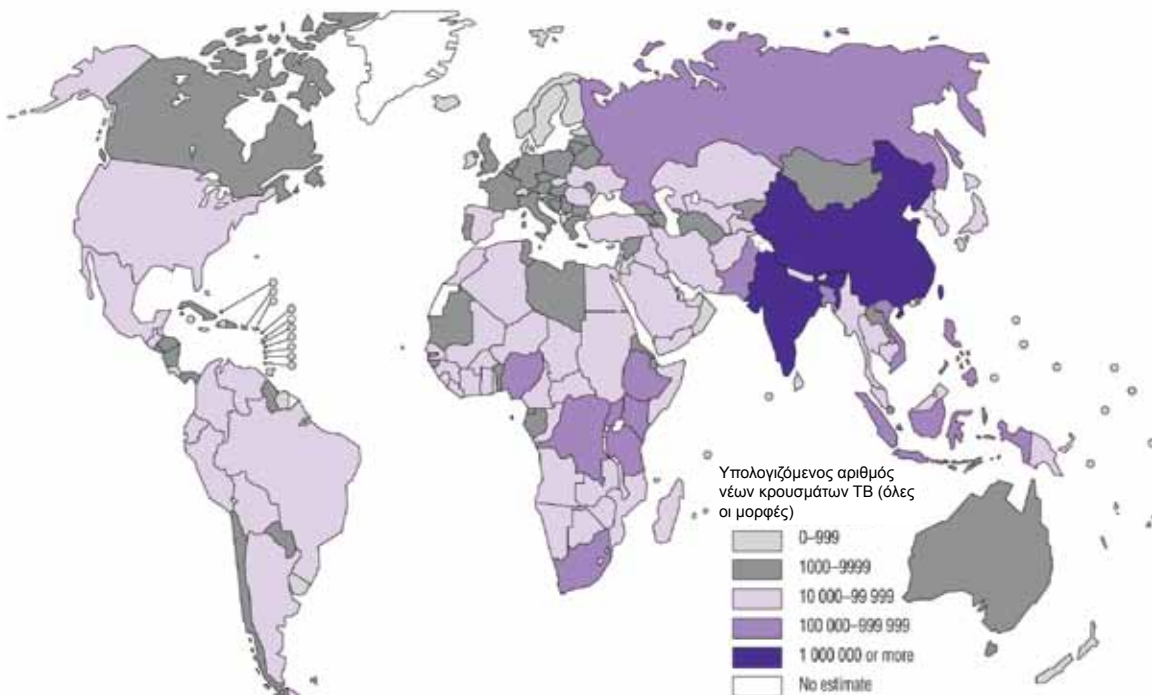 Υπολογιζόμενος αριθμός
νέων κρουσμάτων TB (όλες
οι μορφές)
0–999
1000–9999
10 000–99 999
100 000–999 999
1 000 000 or more
No estimate